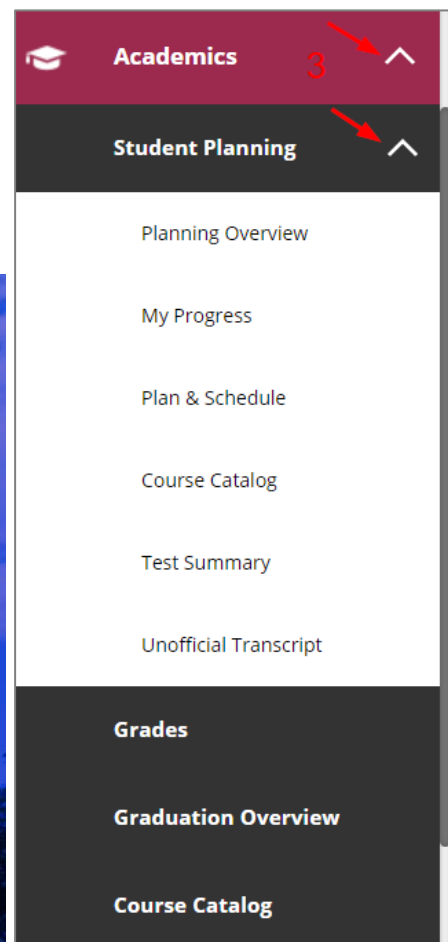 Academics 3
Student Planning
Planning Overview
My Progress
Plan & Schedule
Course Catalog
Test Summary
Unofficial Transcript
Grades
Graduation Overview
Course Catalog